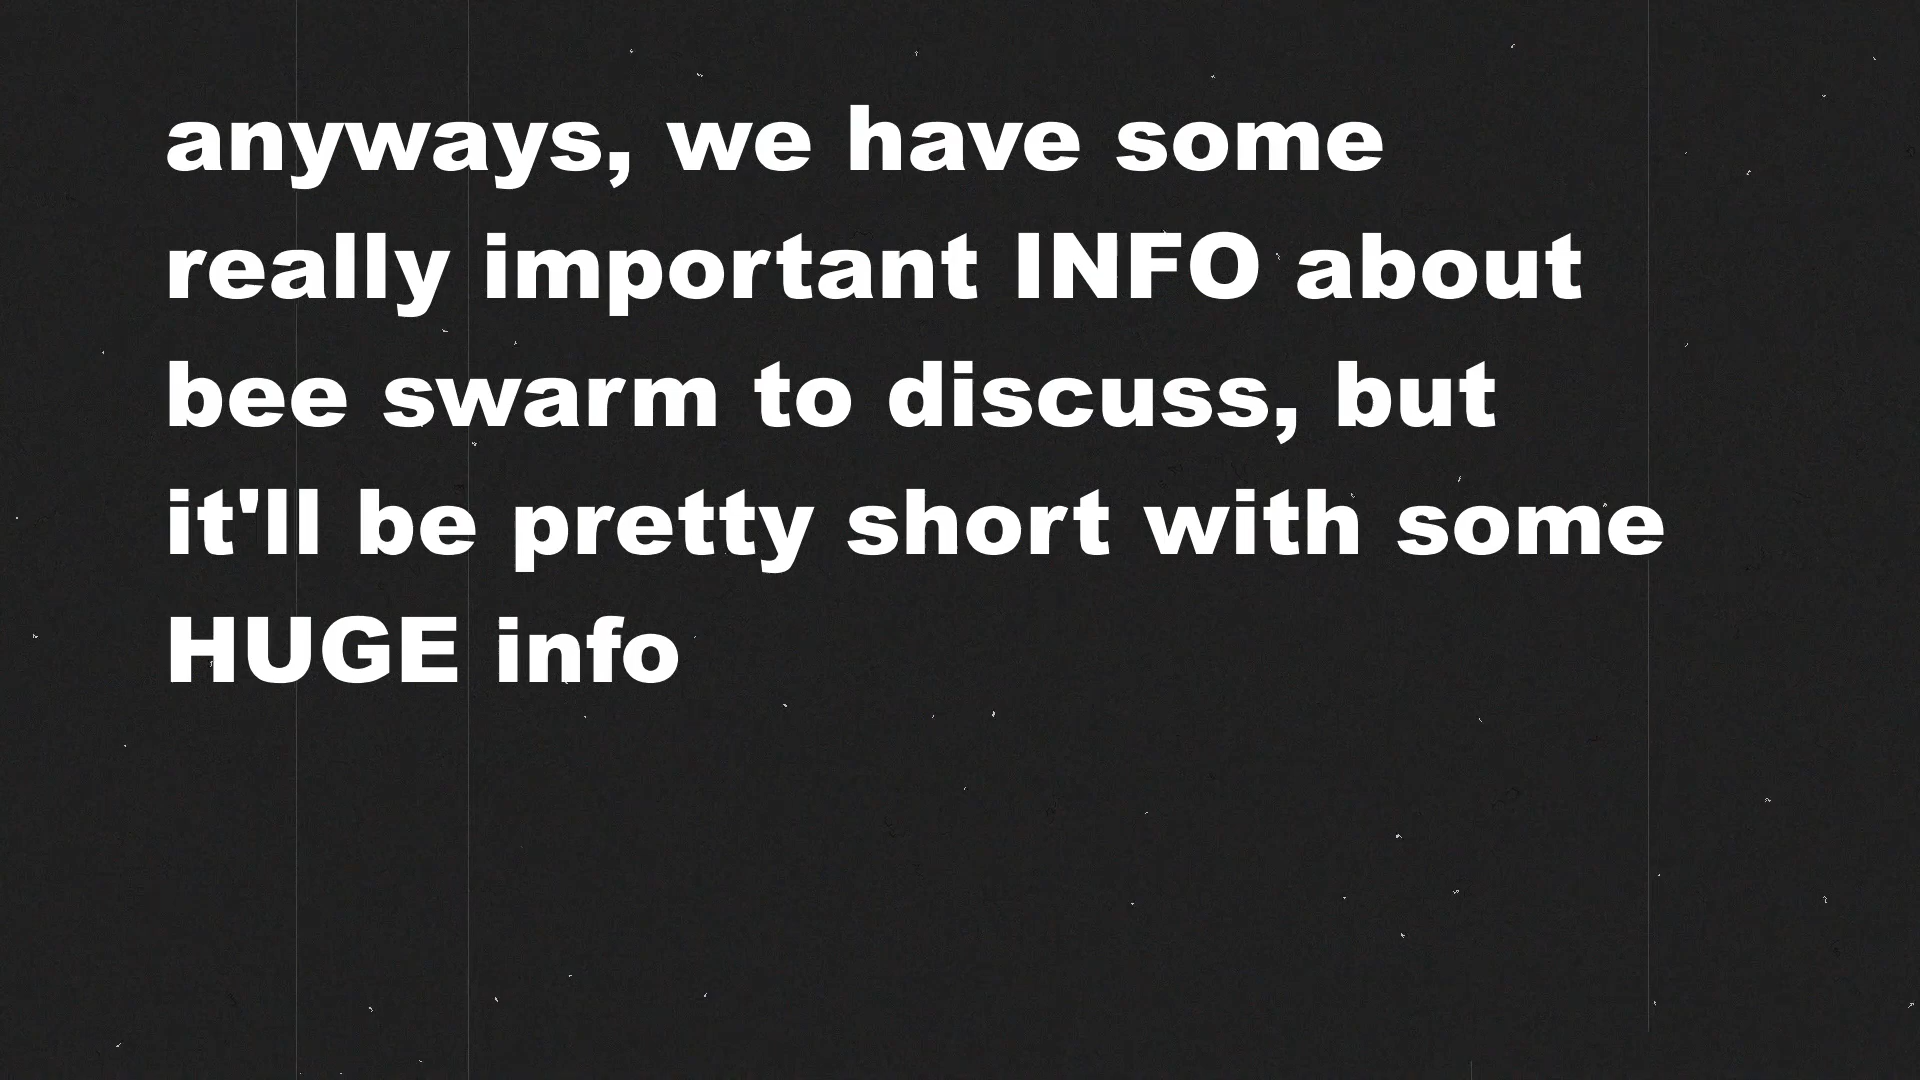 anyways, we have some
really important INFO about
bee swarm to discuss, but
it'll be pretty short with some
HUGE info